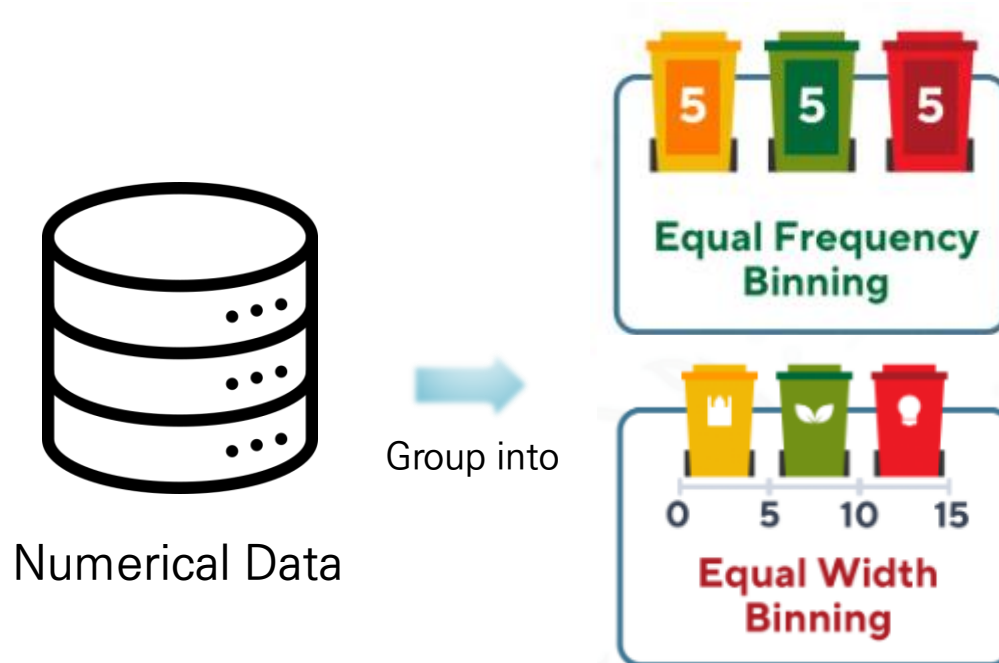 5 5 5
Equal Frequency
Binning
Group into
Numerical Data
0 5 10 15
Equal Width
Binning